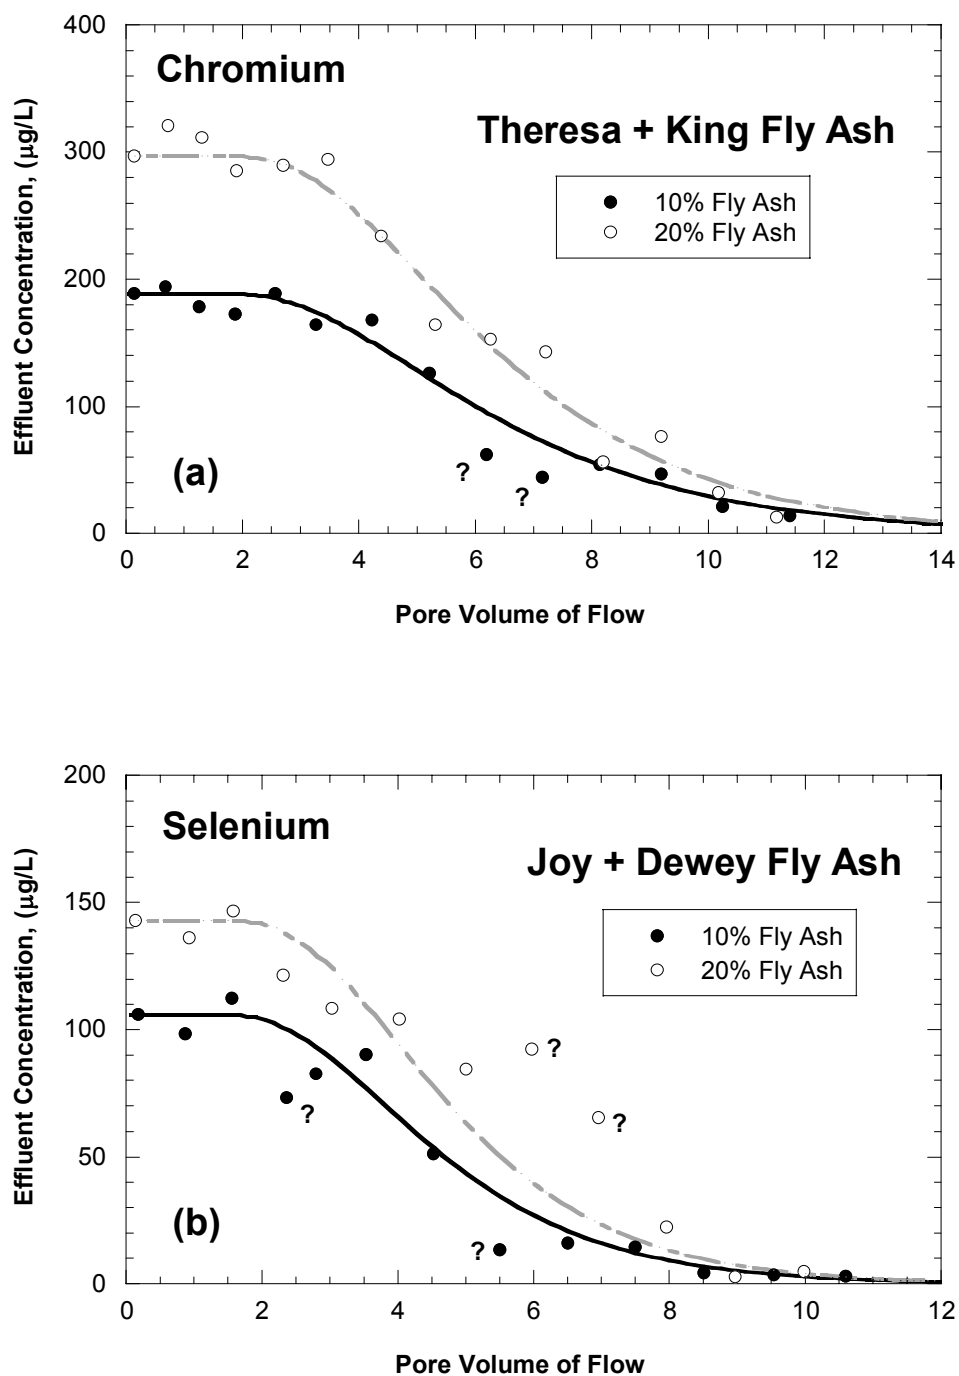 400
Chromium
Theresa + King Fly Ash
10% Fly Ash
20% Fly Ash
300
200
100
0
Effluent Concentration, (µg/L)
(a)
?
?
0 2 4 6 8 10 12 14
Pore Volume of Flow
200
Selenium
Joy + Dewey Fly Ash
10% Fly Ash
20% Fly Ash
150
100
50
0
Effluent Concentration, (µg/L)
?
?
?
(b)
?
0 2 4 6 8 10 12
Pore Volume of Flow